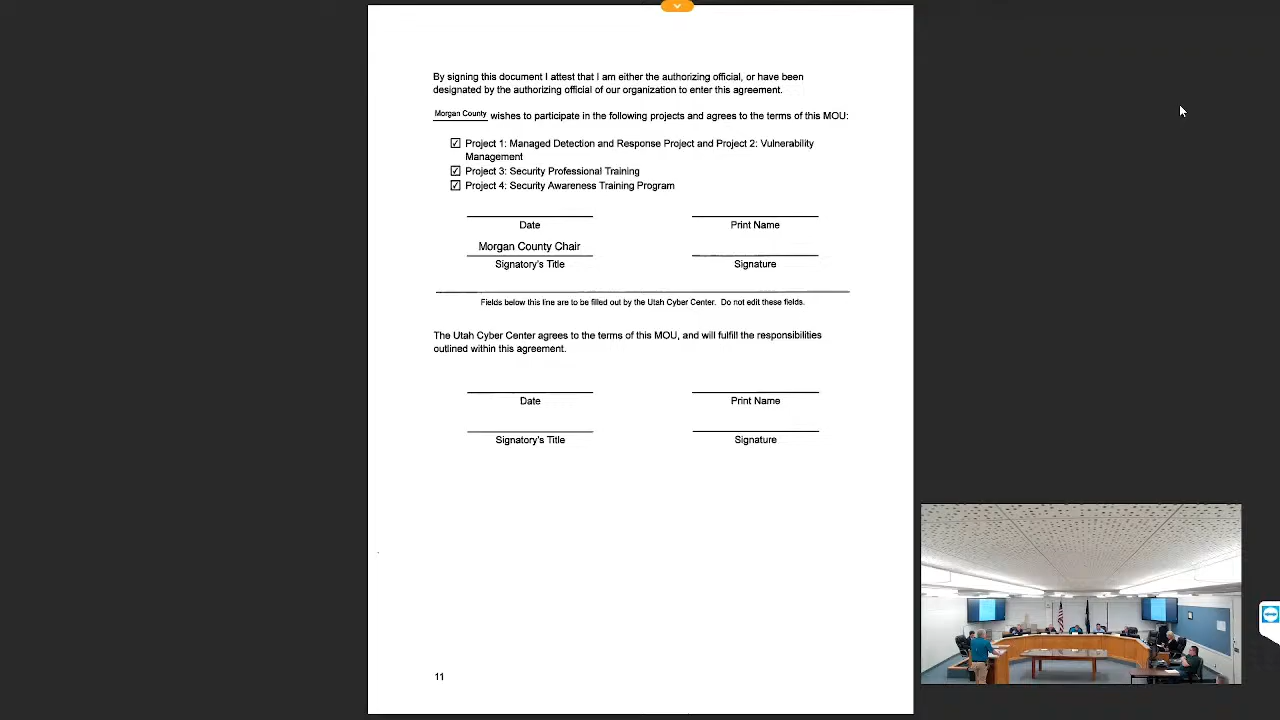 By signing this document I attest that I am either the authorizing official, or have been
designated by the authorizing official of our organization to enter this agreement.
Morgan County wishes to participate in the following projects and agrees to the terms of this MOU:
☑ Project 1: Managed Detection and Response Project and Project 2: Vulnerability
Management
☑ Project 3: Security Professional Training
☑ Project 4: Security Awareness Training Program
Date
Print Name
Morgan County Chair
Signatory's Title
Signature
Fields below this line are to be filled out by the Utah Cyber Center. Do not edit these fields.
The Utah Cyber Center agrees to the terms of this MOU, and will fulfill the responsibilities
outlined within this agreement.
Date
Print Name
Signatory's Title
Signature
11